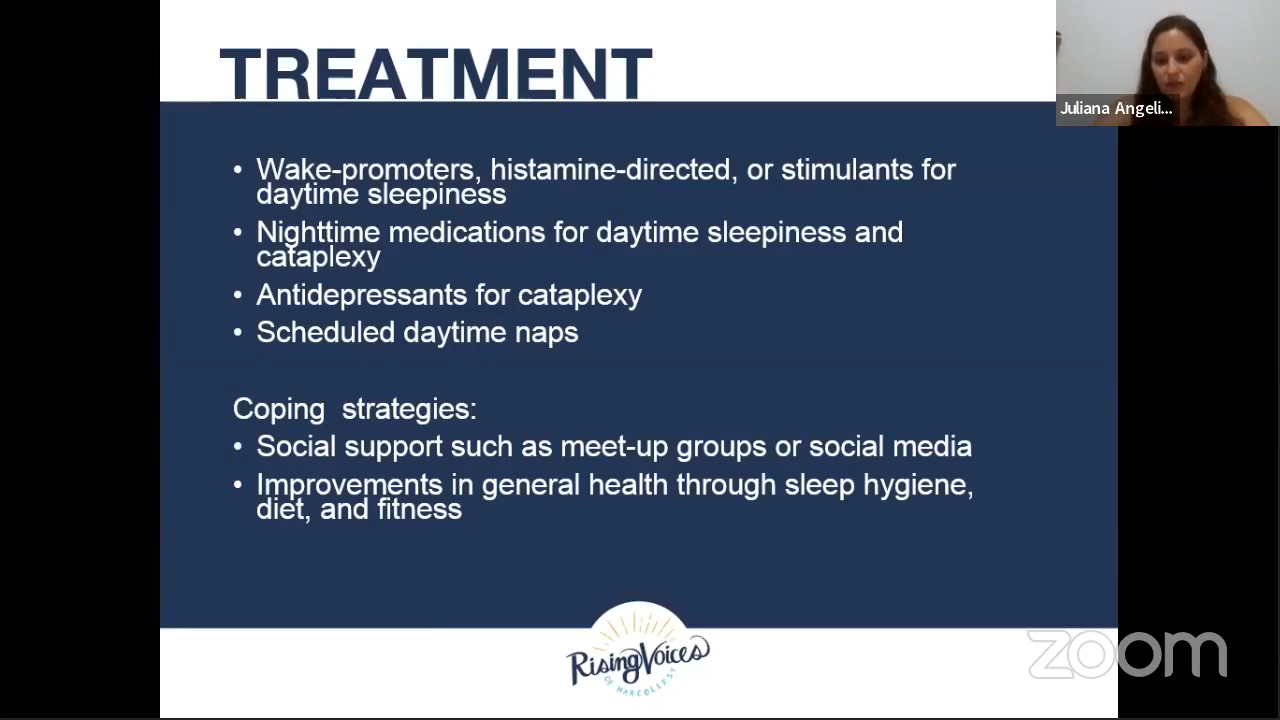 TREATMENT
Juliana Angeli...
• Wake-promoters, histamine-directed, or stimulants for
daytime sleepiness
• Nighttime medications for daytime sleepiness and
cataplexy
• Antidepressants for cataplexy
• Scheduled daytime naps
Coping strategies:
• Social support such as meet-up groups or social media
• Improvements in general health through sleep hygiene,
diet, and fitness
Rising Voices
OF NARCOLEPSY
zoom